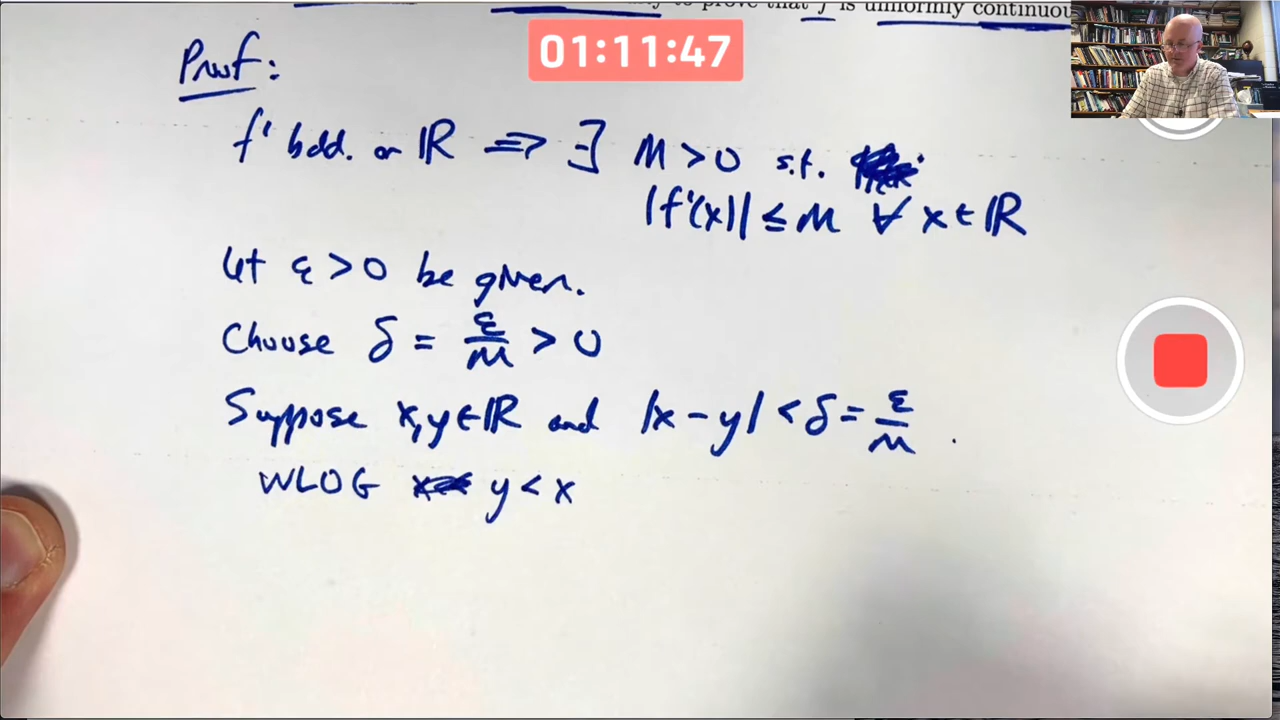 to prove that f is uniformly continuou
01:11:47
Proof:
f' bdd. on ℝ ⇒ ∃ M > 0 s.t.
|f'(x)| ≤ M ∀ x ∈ ℝ
Let ε > 0 be given.
Choose δ = ε/M > 0
Suppose x, y ∈ ℝ and |x - y| < δ = ε/M .
WLOG y < x